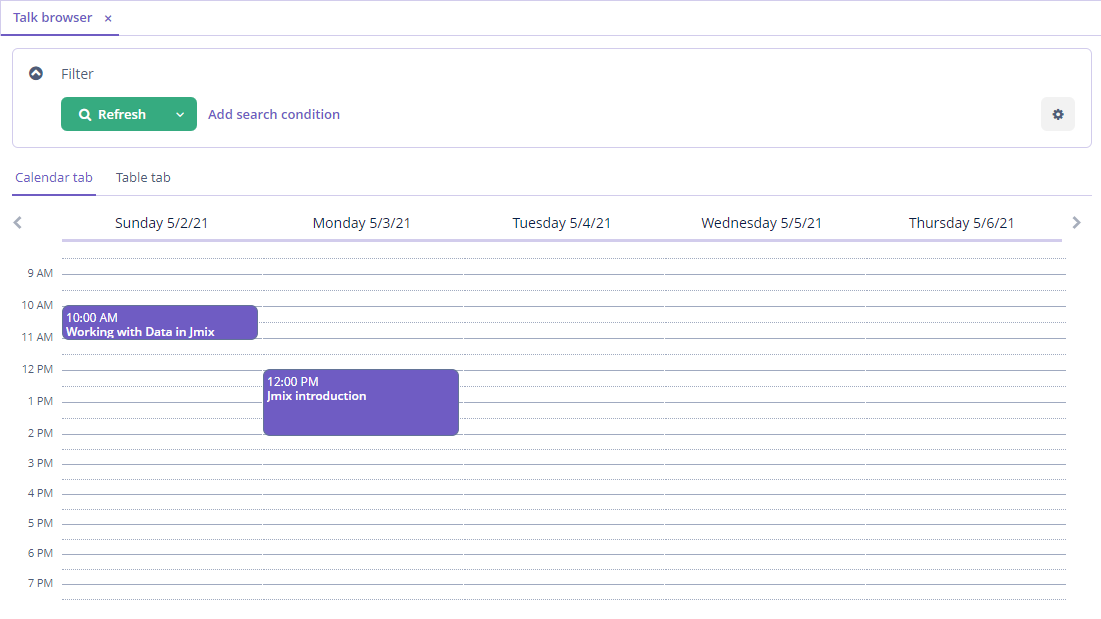 Talk browser ×
Filter
Refresh
Add search condition
Calendar tab Table tab
Sunday 5/2/21 Monday 5/3/21 Tuesday 5/4/21 Wednesday 5/5/21 Thursday 5/6/21
9 AM
10 AM
10:00 AM
Working with Data in Jmix
11 AM
12 PM
12:00 PM
Jmix introduction
1 PM
2 PM
3 PM
4 PM
5 PM
6 PM
7 PM